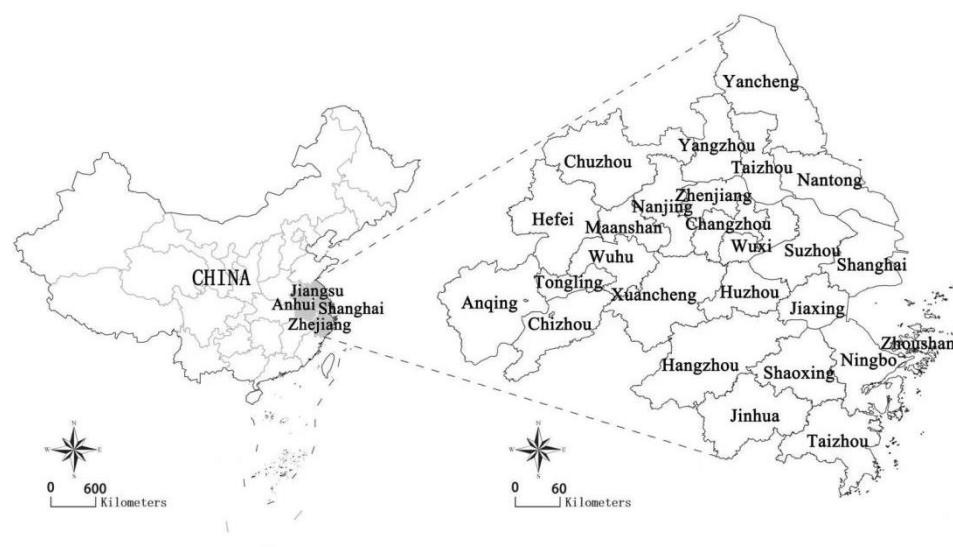 CHINA
Jiangsu
Anhui
Shanghai
Zhejiang
N
W
E
S
0 600
Kilometers
Yancheng
Yangzhou
Chuzhou
Taizhou
Nantong
Zhenjiang
Nanjing
Hefei
Maanshan
Changzhou
Wuxi
Suzhou
Wuhu
Shanghai
Tongling
Xuancheng
Huzhou
Anqing
Jiaxing
Chizhou
Zhoushan
Hangzhou
Shaoxing
Ningbo
Jinhua
Taizhou
N
W
E
S
0 60
Kilometers